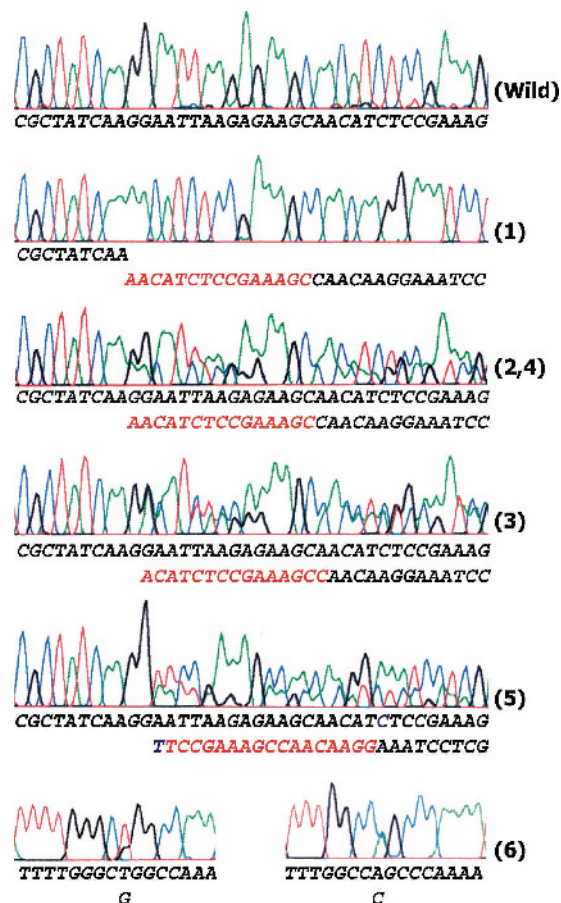 (Wild)
CGCTATCAAGGAATTAAGAGAAGCAACATCTCCGAAAG
(1)
CGCTATCAA
AACATCTCCGAAAGCCAACAAGGAAATCC
(2,4)
CGCTATCAAGGAATTAAGAGAAGCAACATCTCCGAAAG
AACATCTCCGAAAGCCAACAAGGAAATCC
(3)
CGCTATCAAGGAATTAAGAGAAGCAACATCTCCGAAAG
ACATCTCCGAAAGCCAACAAGGAAATCC
(5)
CGCTATCAAGGAATTAAGAGAAGCAACATCTCCGAAAG
TTCCGAAAGCCAACAAGGAAATCCTCG
(6)
TTTTGGGCTGGCCAAA TTTGGCCAGCCCAAAA
G C